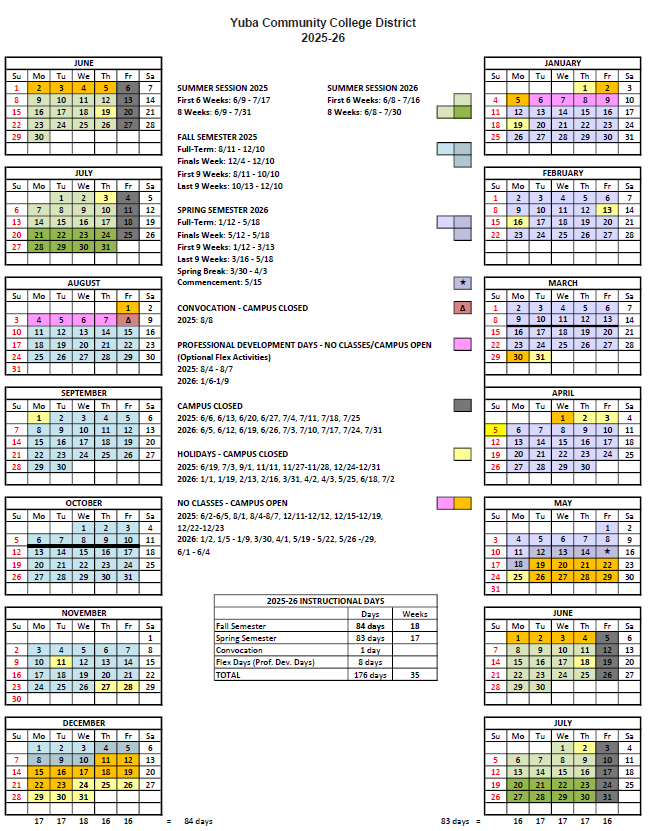 Yuba Community College District
2025-26
JUNE
Su Mo Tu We Th Fr Sa
1 2 3 4 5 6 7
8 9 10 11 12 13 14
15 16 17 18 19 20 21
22 23 24 25 26 27 28
29 30
JULY
Su Mo Tu We Th Fr Sa
1 2 3 4 5
6 7 8 9 10 11 12
13 14 15 16 17 18 19
20 21 22 23 24 25 26
27 28 29 30 31
AUGUST
Su Mo Tu We Th Fr Sa
1 2
3 4 5 6 7 Δ 9
10 11 12 13 14 15 16
17 18 19 20 21 22 23
24 25 26 27 28 29 30
31
SEPTEMBER
Su Mo Tu We Th Fr Sa
1 2 3 4 5 6
7 8 9 10 11 12 13
14 15 16 17 18 19 20
21 22 23 24 25 26 27
28 29 30
OCTOBER
Su Mo Tu We Th Fr Sa
1 2 3 4
5 6 7 8 9 10 11
12 13 14 15 16 17 18
19 20 21 22 23 24 25
26 27 28 29 30 31
NOVEMBER
Su Mo Tu We Th Fr Sa
1
2 3 4 5 6 7 8
9 10 11 12 13 14 15
16 17 18 19 20 21 22
23 24 25 26 27 28 29
30
DECEMBER
Su Mo Tu We Th Fr Sa
1 2 3 4 5 6
7 8 9 10 11 12 13
14 15 16 17 18 19 20
21 22 23 24 25 26 27
28 29 30 31
17 17 18 16 16 = 84 days
SUMMER SESSION 2025 SUMMER SESSION 2026
First 6 Weeks: 6/9 - 7/17 First 6 Weeks: 6/8 - 7/16
8 Weeks: 6/9 - 7/31 8 Weeks: 6/8 - 7/30
FALL SEMESTER 2025
Full-Term: 8/11 - 12/10
Finals Week: 12/4 - 12/10
First 9 Weeks: 8/11 - 10/10
Last 9 Weeks: 10/13 - 12/10
SPRING SEMESTER 2026
Full-Term: 1/12 - 5/18
Finals Week: 5/12 - 5/18
First 9 Weeks: 1/12 - 3/13
Last 9 Weeks: 3/16 - 5/18
Spring Break: 3/30 - 4/3
Commencement: 5/15 ★
CONVOCATION - CAMPUS CLOSED Δ
2025: 8/8
PROFESSIONAL DEVELOPMENT DAYS - NO CLASSES/CAMPUS OPEN
(Optional Flex Activities)
2025: 8/4 - 8/7
2026: 1/6-1/9
CAMPUS CLOSED
2025: 6/6, 6/13, 6/20, 6/27, 7/4, 7/11, 7/18, 7/25
2026: 6/5, 6/12, 6/19, 6/26, 7/3, 7/10, 7/17, 7/24, 7/31
HOLIDAYS - CAMPUS CLOSED
2025: 6/19, 7/3, 9/1, 11/11, 11/27-11/28, 12/24-12/31
2026: 1/1, 1/19, 2/13, 2/16, 3/31, 4/2, 4/3, 5/25, 6/18, 7/2
NO CLASSES - CAMPUS OPEN
2025: 6/2-6/5, 8/1, 8/4-8/7, 12/11-12/12, 12/15-12/19,
12/22-12/23
2026: 1/2, 1/5 - 1/9, 3/30, 4/1, 5/19 - 5/22, 5/26 -/29,
6/1 - 6/4
2025-26 INSTRUCTIONAL DAYS
Days Weeks
Fall Semester 84 days 18
Spring Semester 83 days 17
Convocation 1 day
Flex Days (Prof. Dev. Days) 8 days
TOTAL 176 days 35
JANUARY
Su Mo Tu We Th Fr Sa
1 2 3
4 5 6 7 8 9 10
11 12 13 14 15 16 17
18 19 20 21 22 23 24
25 26 27 28 29 30 31
FEBRUARY
Su Mo Tu We Th Fr Sa
1 2 3 4 5 6 7
8 9 10 11 12 13 14
15 16 17 18 19 20 21
22 23 24 25 26 27 28
MARCH
Su Mo Tu We Th Fr Sa
1 2 3 4 5 6 7
8 9 10 11 12 13 14
15 16 17 18 19 20 21
22 23 24 25 26 27 28
29 30 31
APRIL
Su Mo Tu We Th Fr Sa
1 2 3 4
5 6 7 8 9 10 11
12 13 14 15 16 17 18
19 20 21 22 23 24 25
26 27 28 29 30
MAY
Su Mo Tu We Th Fr Sa
1 2
3 4 5 6 7 8 9
10 11 12 13 14 ★ 16
17 18 19 20 21 22 23
24 25 26 27 28 29 30
31
JUNE
Su Mo Tu We Th Fr Sa
1 2 3 4 5 6
7 8 9 10 11 12 13
14 15 16 17 18 19 20
21 22 23 24 25 26 27
28 29 30
JULY
Su Mo Tu We Th Fr Sa
1 2 3 4
5 6 7 8 9 10 11
12 13 14 15 16 17 18
19 20 21 22 23 24 25
26 27 28 29 30 31
83 days = 16 16 17 17 16